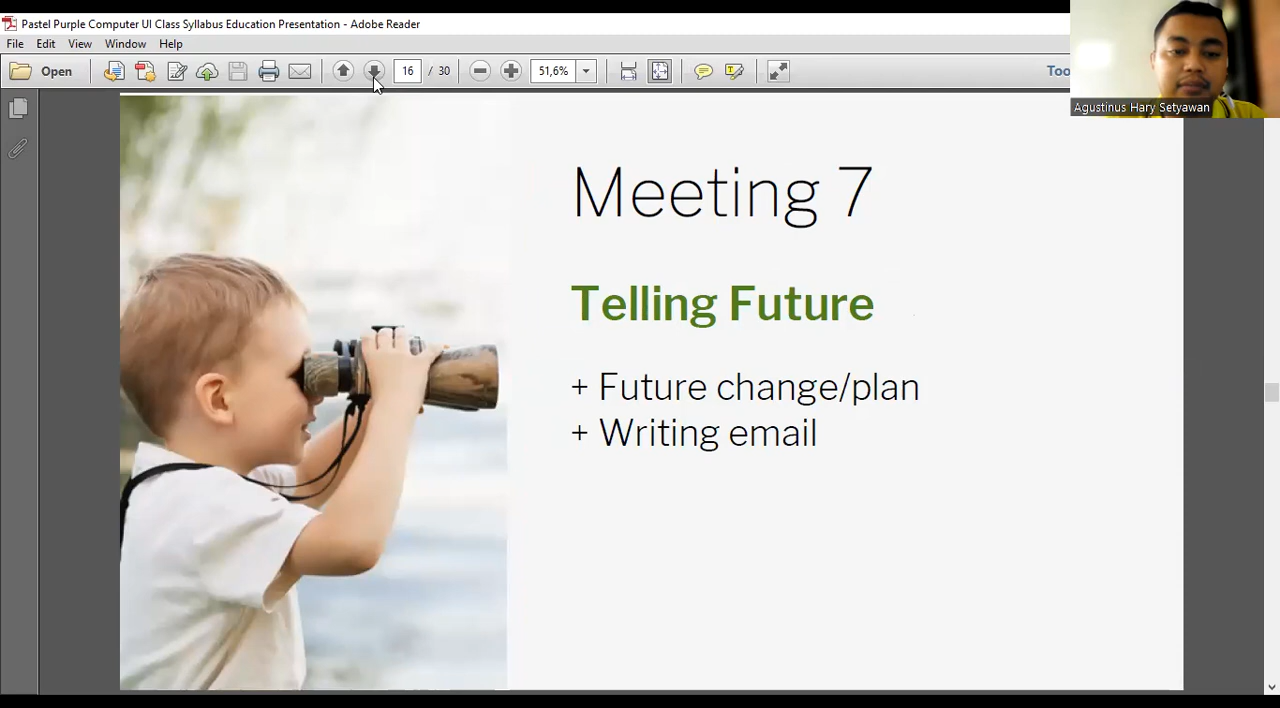 Pastel Purple Computer UI Class Syllabus Education Presentation - Adobe Reader
File Edit View Window Help
Open 16 / 30 51,6% Too
Agustinus Hary Setyawan
Meeting 7
Telling Future
+ Future change/plan
+ Writing email